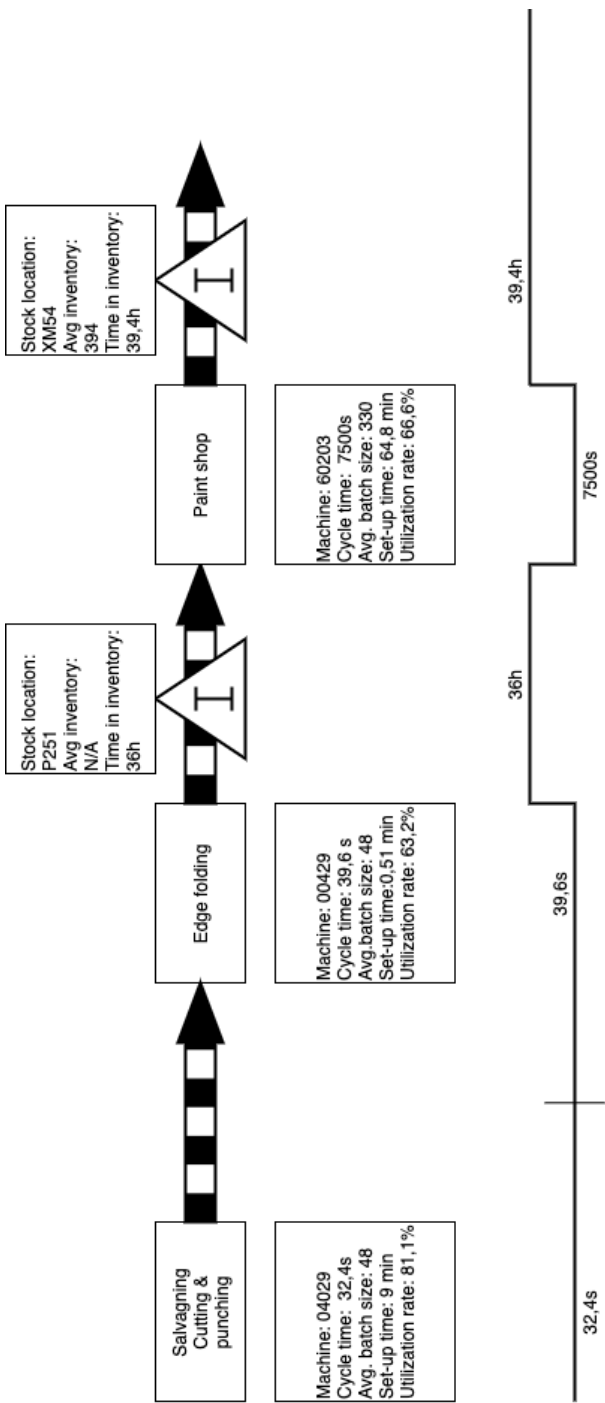 Stock location:
P251
Avg inventory:
N/A
Time in inventory:
36h
Stock location:
XM54
Avg inventory:
394
Time in inventory:
39,4h
Salvagning
Cutting &
punching
Edge folding
Paint shop
I
I
Machine: 04029
Cycle time: 32,4s
Avg. batch size: 48
Set-up time: 9 min
Utilization rate: 81,1%
Machine: 00429
Cycle time: 39,6 s
Avg.batch size: 48
Set-up time:0,51 min
Utilization rate: 63,2%
Machine: 60203
Cycle time: 7500s
Avg. batch size: 330
Set-up time: 64,8 min
Utilization rate: 66,6%
36h
39,4h
32,4s
39,6s
7500s